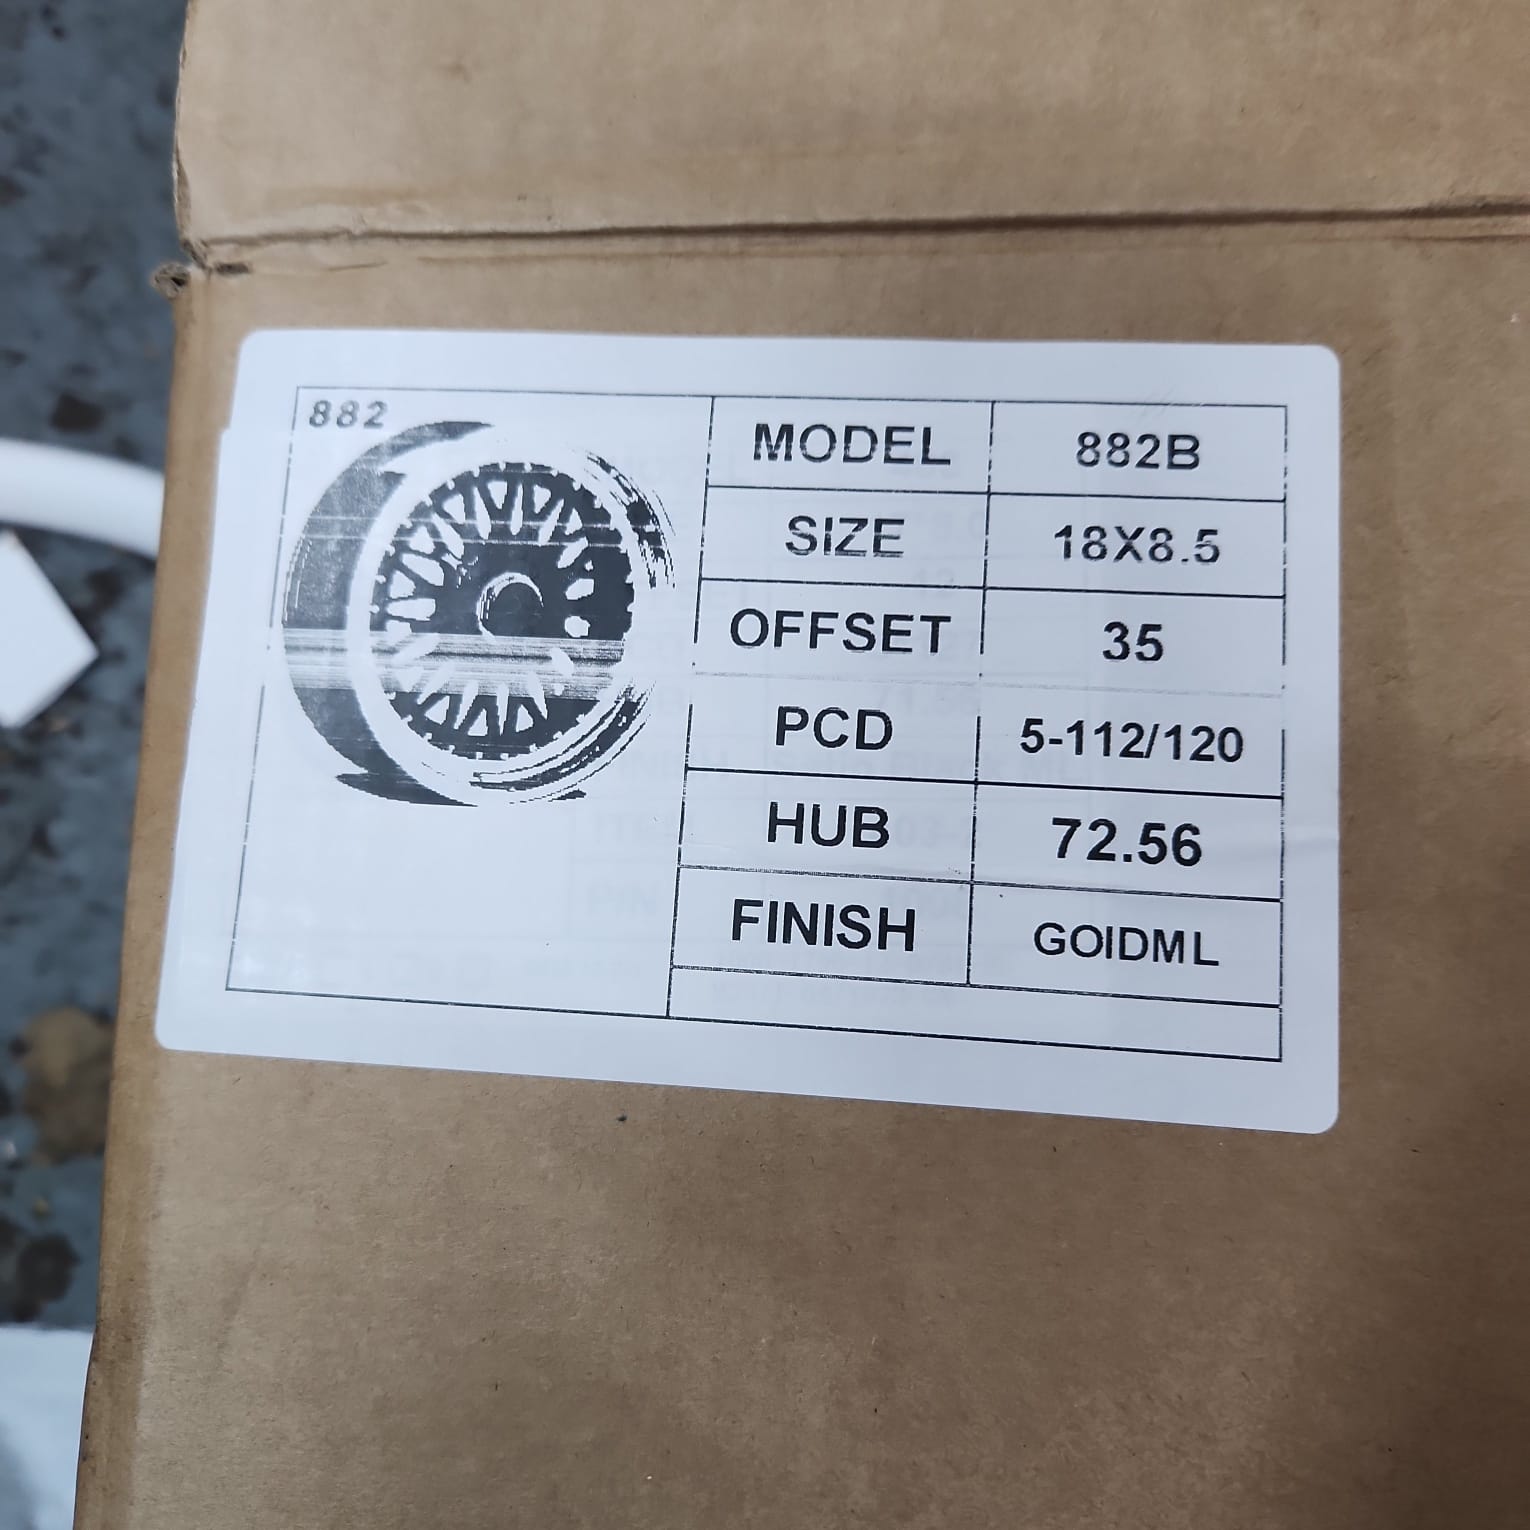 882
MODEL 882B
SIZE 18X8.5
OFFSET 35
PCD 5-112/120
HUB 72.56
FINISH GOIDML